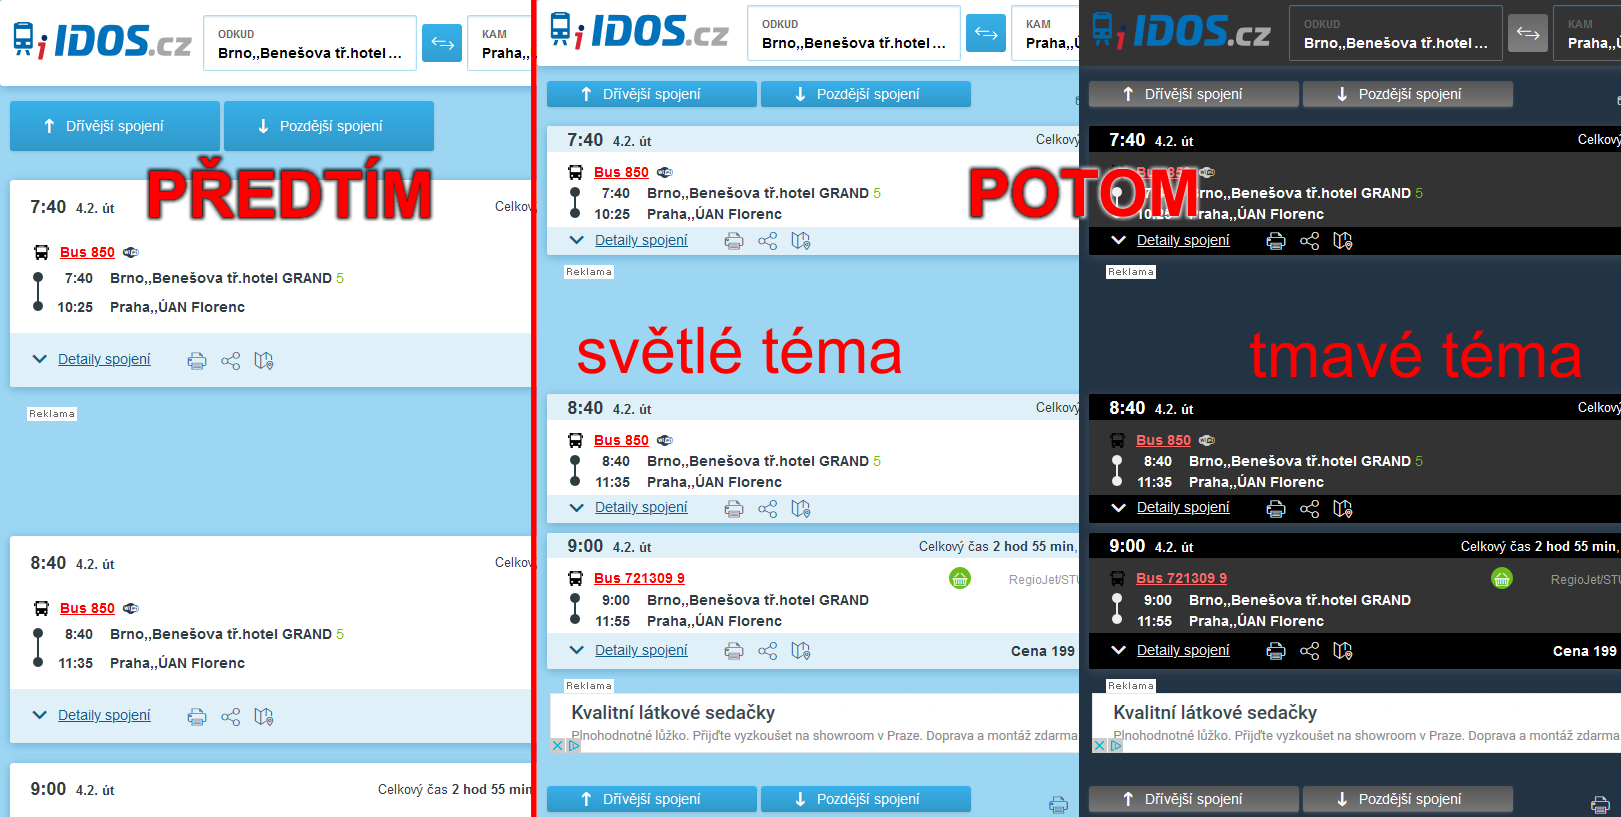 IDOS.cz
ODKUD
Brno,,Benešova tř.hotel ...
KAM
Praha,,
Dřívější spojení
Pozdější spojení
PŘEDTÍM
7:40 4.2. út
Celkov
Bus 850
7:40 Brno,,Benešova tř.hotel GRAND 5
10:25 Praha,,ÚAN Florenc
Detaily spojení
Reklama
8:40 4.2. út
Celkov
Bus 850
8:40 Brno,,Benešova tř.hotel GRAND 5
11:35 Praha,,ÚAN Florenc
Detaily spojení
9:00 4.2. út
Celkový čas 2 hod 55 min
IDOS.cz
ODKUD
Brno,,Benešova tř.hotel ...
KAM
Praha,,Ú
Dřívější spojení
Pozdější spojení
POTOM
7:40 4.2. út
Celkový
Bus 850
7:40 Brno,,Benešova tř.hotel GRAND 5
10:25 Praha,,ÚAN Florenc
Detaily spojení
Reklama
světlé téma
8:40 4.2. út
Celkový
Bus 850
8:40 Brno,,Benešova tř.hotel GRAND 5
11:35 Praha,,ÚAN Florenc
Detaily spojení
9:00 4.2. út
Celkový čas 2 hod 55 min,
Bus 721309 9
RegioJet/STU
9:00 Brno,,Benešova tř.hotel GRAND
11:55 Praha,,ÚAN Florenc
Detaily spojení
Cena 199
Reklama
Kvalitní látkové sedačky
Plnohodnotné lůžko. Přijďte vyzkoušet na showroom v Praze. Doprava a montáž zdarma
Dřívější spojení
Pozdější spojení
IDOS.cz
ODKUD
Brno,,Benešova tř.hotel ...
KAM
Praha,,Ú
Dřívější spojení
Pozdější spojení
7:40 4.2. út
Celkový
Bus 850
Brno,,Benešova tř.hotel GRAND 5
10:25 Praha,,ÚAN Florenc
Detaily spojení
Reklama
tmavé téma
8:40 4.2. út
Celkový
Bus 850
8:40 Brno,,Benešova tř.hotel GRAND 5
11:35 Praha,,ÚAN Florenc
Detaily spojení
9:00 4.2. út
Celkový čas 2 hod 55 min,
Bus 721309 9
RegioJet/STU
9:00 Brno,,Benešova tř.hotel GRAND
11:55 Praha,,ÚAN Florenc
Detaily spojení
Cena 199
Reklama
Kvalitní látkové sedačky
Plnohodnotné lůžko. Přijďte vyzkoušet na showroom v Praze. Doprava a montáž zdarma
Dřívější spojení
Pozdější spojení